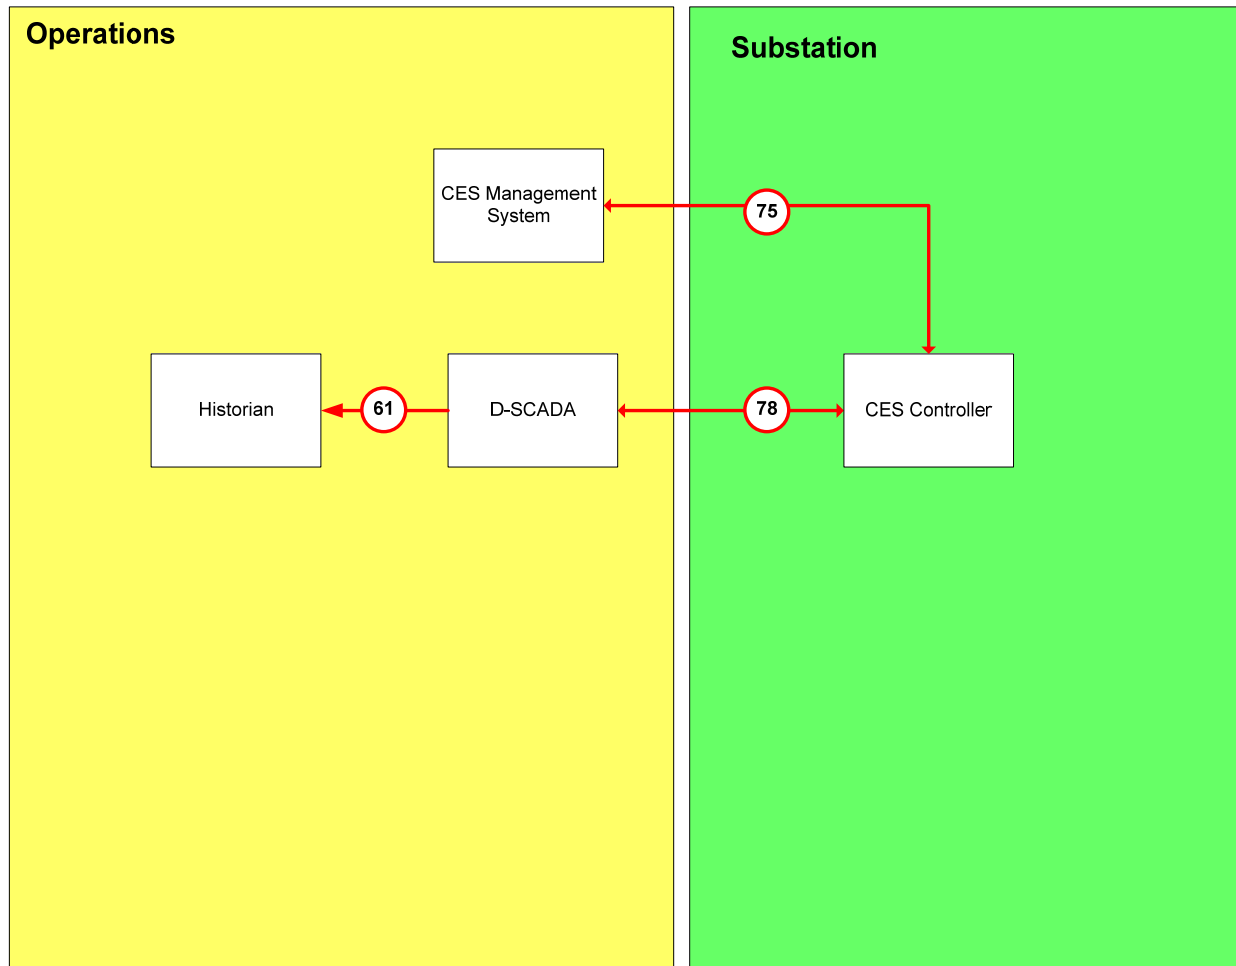 Operations
Substation
CES Management
System
75
Historian
61
D-SCADA
78
CES Controller